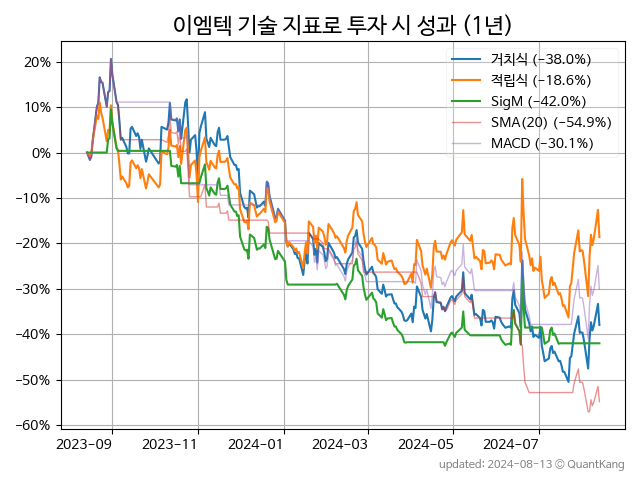 이엠텍 기술 지표로 투자 시 성과 (1년)
거치식 (−38.0%)
적립식 (−18.6%)
SigM (−42.0%)
SMA(20) (−54.9%)
MACD (−30.1%)
20%
10%
0%
−10%
−20%
−30%
−40%
−50%
−60%
2023-09 2023-11 2024-01 2024-03 2024-05 2024-07
updated: 2024-08-13 © QuantKang